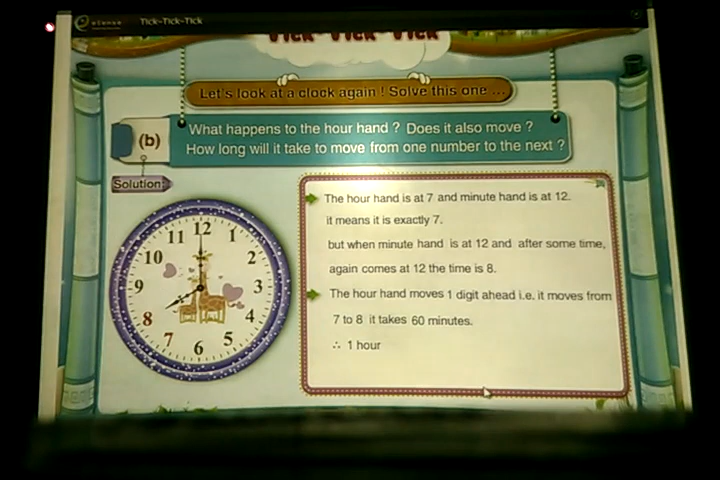 elense
Tick-Tick-Tick
Tick-Tick-Tick
Let's look at a clock again ! Solve this one ...
(b)
What happens to the hour hand ? Does it also move ?
How long will it take to move from one number to the next ?
Solution:
The hour hand is at 7 and minute hand is at 12.
it means it is exactly 7.
but when minute hand is at 12 and after some time,
again comes at 12 the time is 8.
The hour hand moves 1 digit ahead i.e. it moves from
7 to 8 it takes 60 minutes.
∴ 1 hour
12
1
2
3
4
5
6
7
8
9
10
11